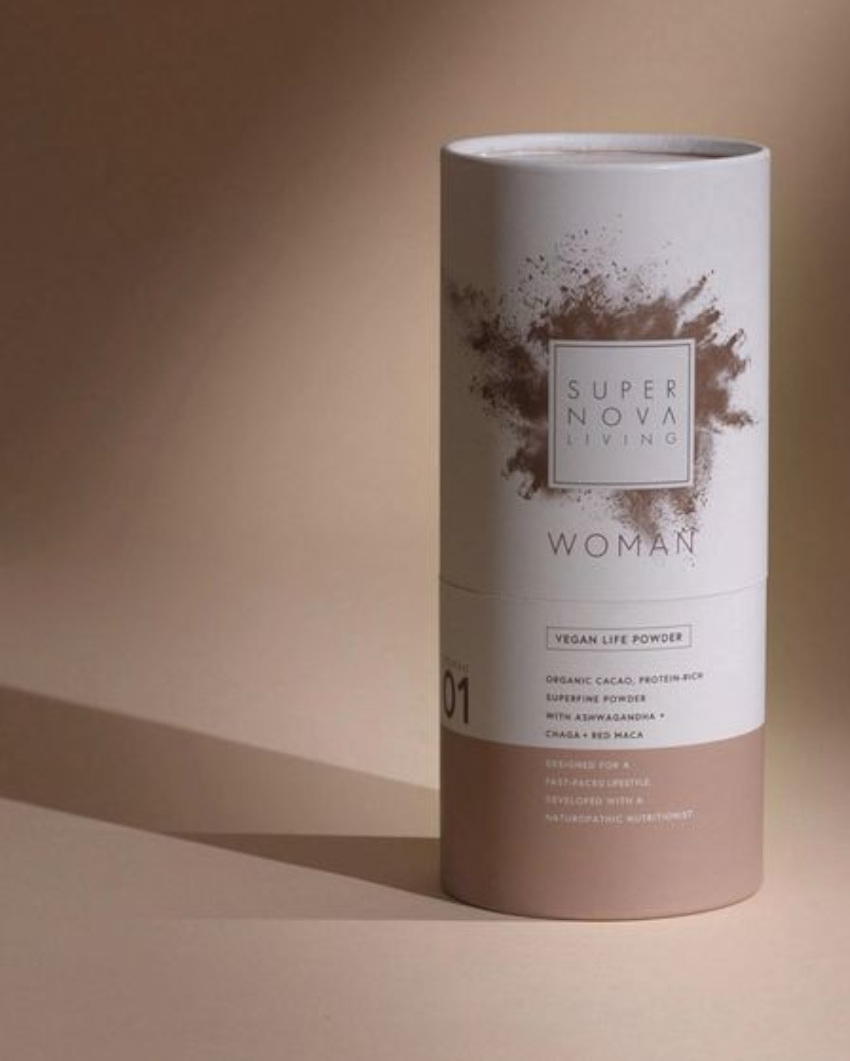 SUPER
NOVA
LIVING
WOMAN
VEGAN LIFE POWDER
01
ORGANIC CACAO, PROTEIN-RICH
SUPERFINE POWDER
WITH ASHWAGANDHA +
CHAGA + RED MACA
DESIGNED FOR A
FAST-PACED LIFESTYLE.
DEVELOPED WITH A
NATUROPATHIC NUTRITIONIST